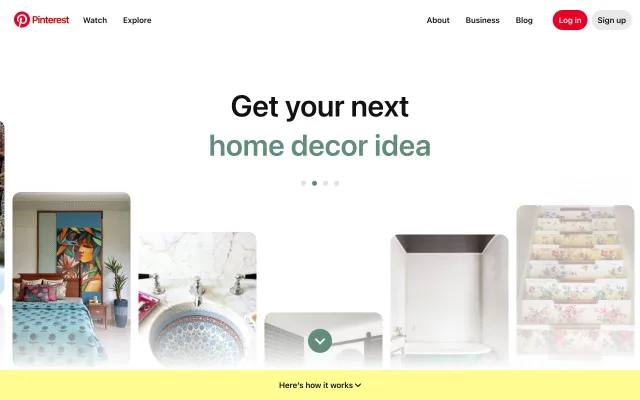 Pinterest Watch Explore About Business Blog Log in Sign up
Get your next
home decor idea
Here's how it works